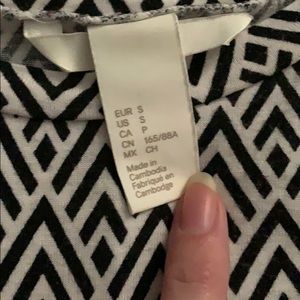 EUR S
US S
CA P
CN 165/88A
MX CH
Made in
Cambodia
Fabriqué en
Cambodge